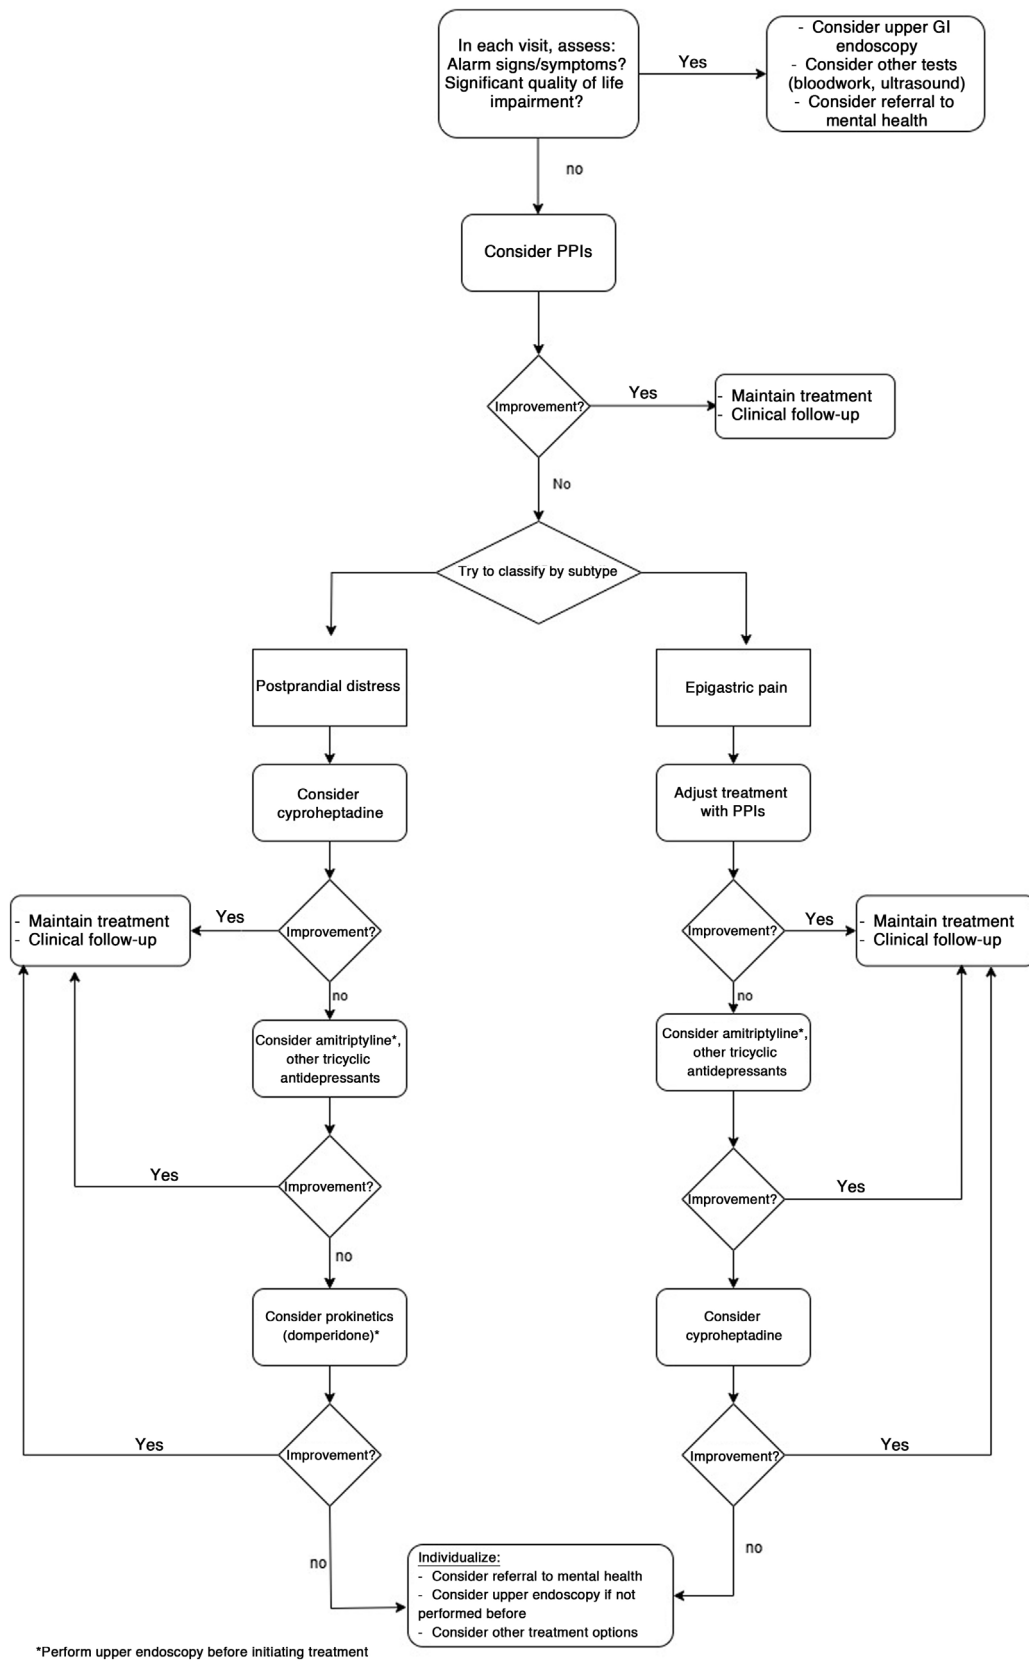 In each visit, assess:
Alarm signs/symptoms?
Significant quality of life
impairment?
Yes
- Consider upper GI
endoscopy
- Consider other tests
(bloodwork, ultrasound)
- Consider referral to
mental health
no
Consider PPIs
Improvement?
Yes
- Maintain treatment
- Clinical follow-up
No
Try to classify by subtype
Postprandial distress
Epigastric pain
Consider
cyproheptadine
Adjust treatment
with PPIs
- Maintain treatment
- Clinical follow-up
Yes
Improvement?
Improvement?
Yes
- Maintain treatment
- Clinical follow-up
no
no
Consider amitriptyline*,
other tricyclic
antidepressants
Consider amitriptyline*,
other tricyclic
antidepressants
Yes
Improvement?
Improvement?
Yes
no
Consider prokinetics
(domperidone)*
Consider
cyproheptadine
Yes
Improvement?
Improvement?
Yes
no
no
Individualize:
- Consider referral to mental health
- Consider upper endoscopy if not
performed before
- Consider other treatment options
*Perform upper endoscopy before initiating treatment